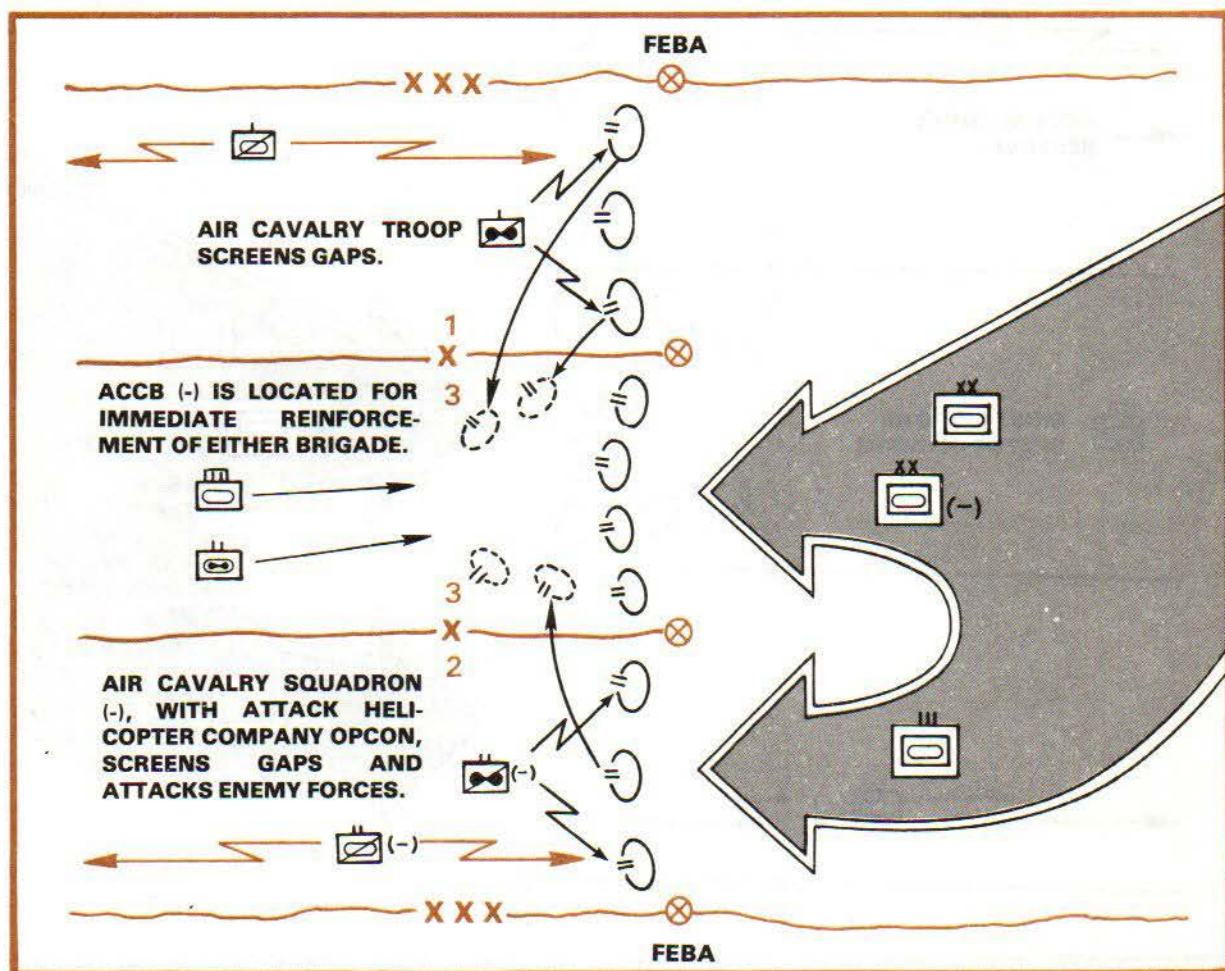 FEBA
X X X
AIR CAVALRY TROOP
SCREENS GAPS.
1
X
3
ACCB (-) IS LOCATED FOR
IMMEDIATE REINFORCE-
MENT OF EITHER BRIGADE.
XX
XX
(-)
3
X
2
AIR CAVALRY SQUADRON
(-), WITH ATTACK HELI-
COPTER COMPANY OPCON,
SCREENS GAPS AND
ATTACKS ENEMY FORCES.
(-)
III
(-)
X X X
FEBA